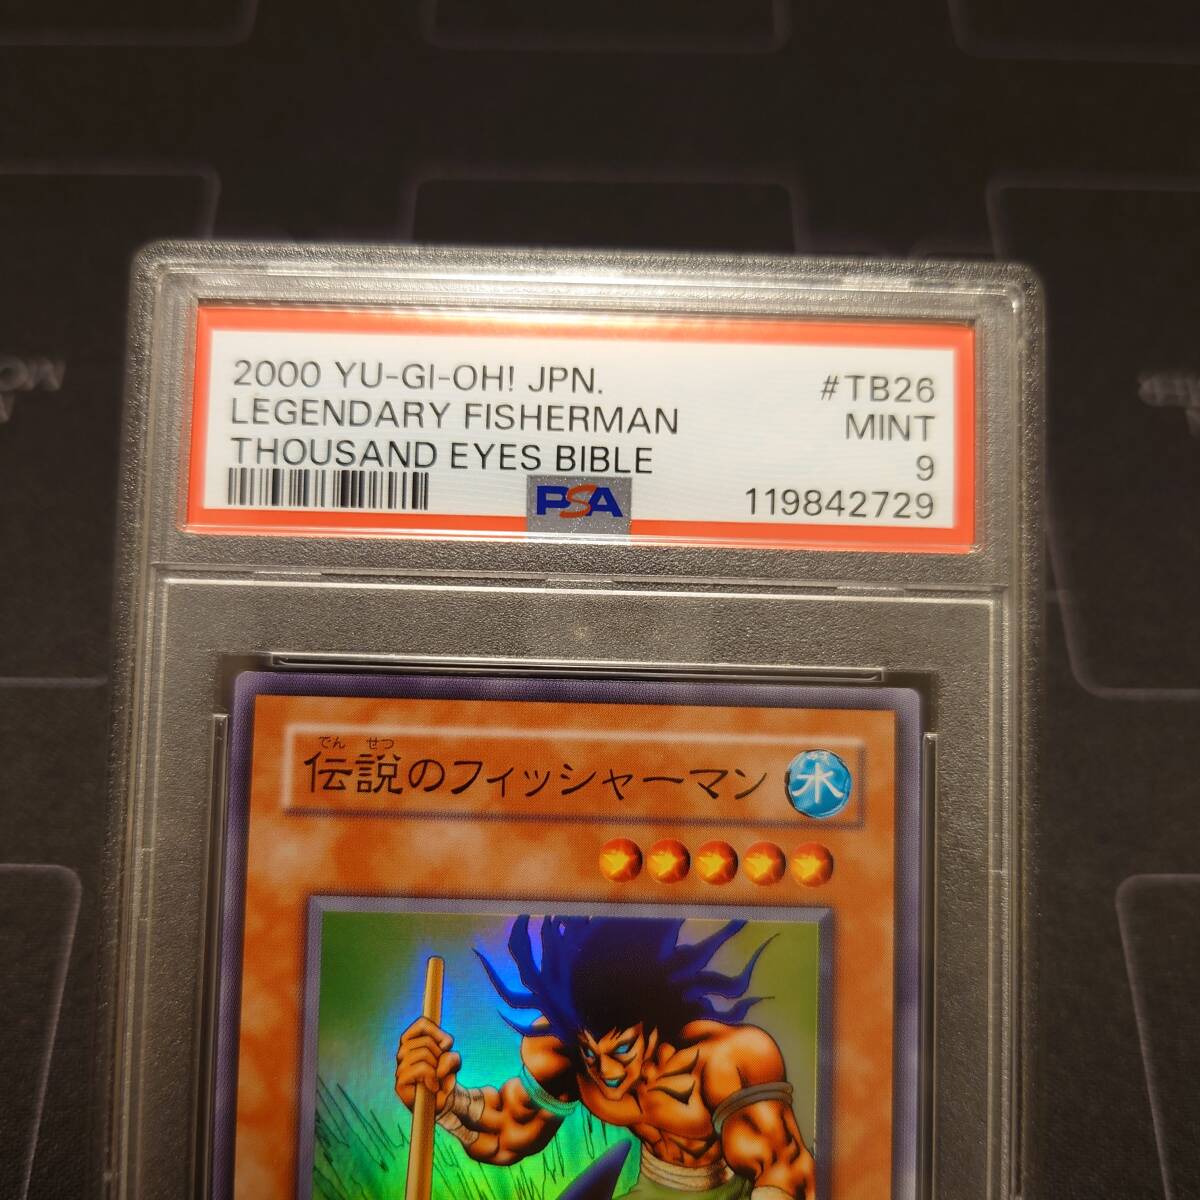 2000 YU-GI-OH! JPN. #TB26
LEGENDARY FISHERMAN MINT
THOUSAND EYES BIBLE 9
PSA 119842729
でん せつ
伝説のフィッシャーマン 水